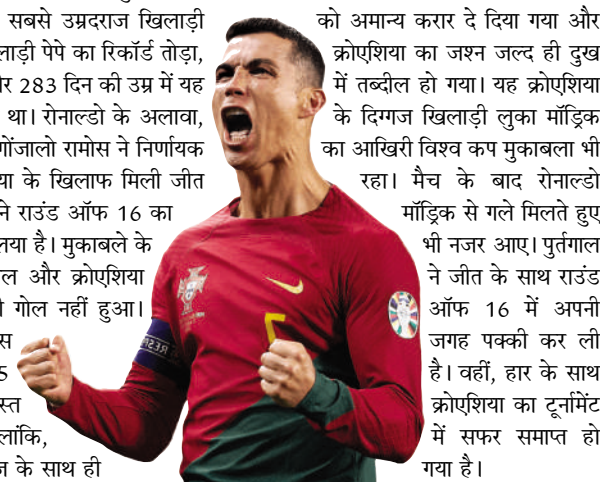 सबसे उम्रदराज खिलाड़ी
लाड़ी पेपे का रिकॉर्ड तोड़ा,
283 दिन की उम्र में यह
था। रोनाल्डो के अलावा,
गोंजालो रामोस ने निर्णायक
या के खिलाफ मिली जीत
ने राउंड ऑफ 16 का
है। मुकाबले के
ल और क्रोएशिया
गोल नहीं हुआ।
स
5
स्त
लांकि,
के साथ ही
को अमान्य करार दे दिया गया और
क्रोएशिया का जश्न जल्द ही दुख
में तब्दील हो गया। यह क्रोएशिया
के दिग्गज खिलाड़ी लुका मॉड्रिक
का आखिरी विश्व कप मुकाबला भी
रहा। मैच के बाद रोनाल्डो
मॉड्रिक से गले मिलते हुए
भी नजर आए। पुर्तगाल
ने जीत के साथ राउंड
ऑफ 16 में अपनी
जगह पक्की कर ली
है। वहीं, हार के साथ
क्रोएशिया का टूर्नामेंट
में सफर समाप्त हो
गया है।